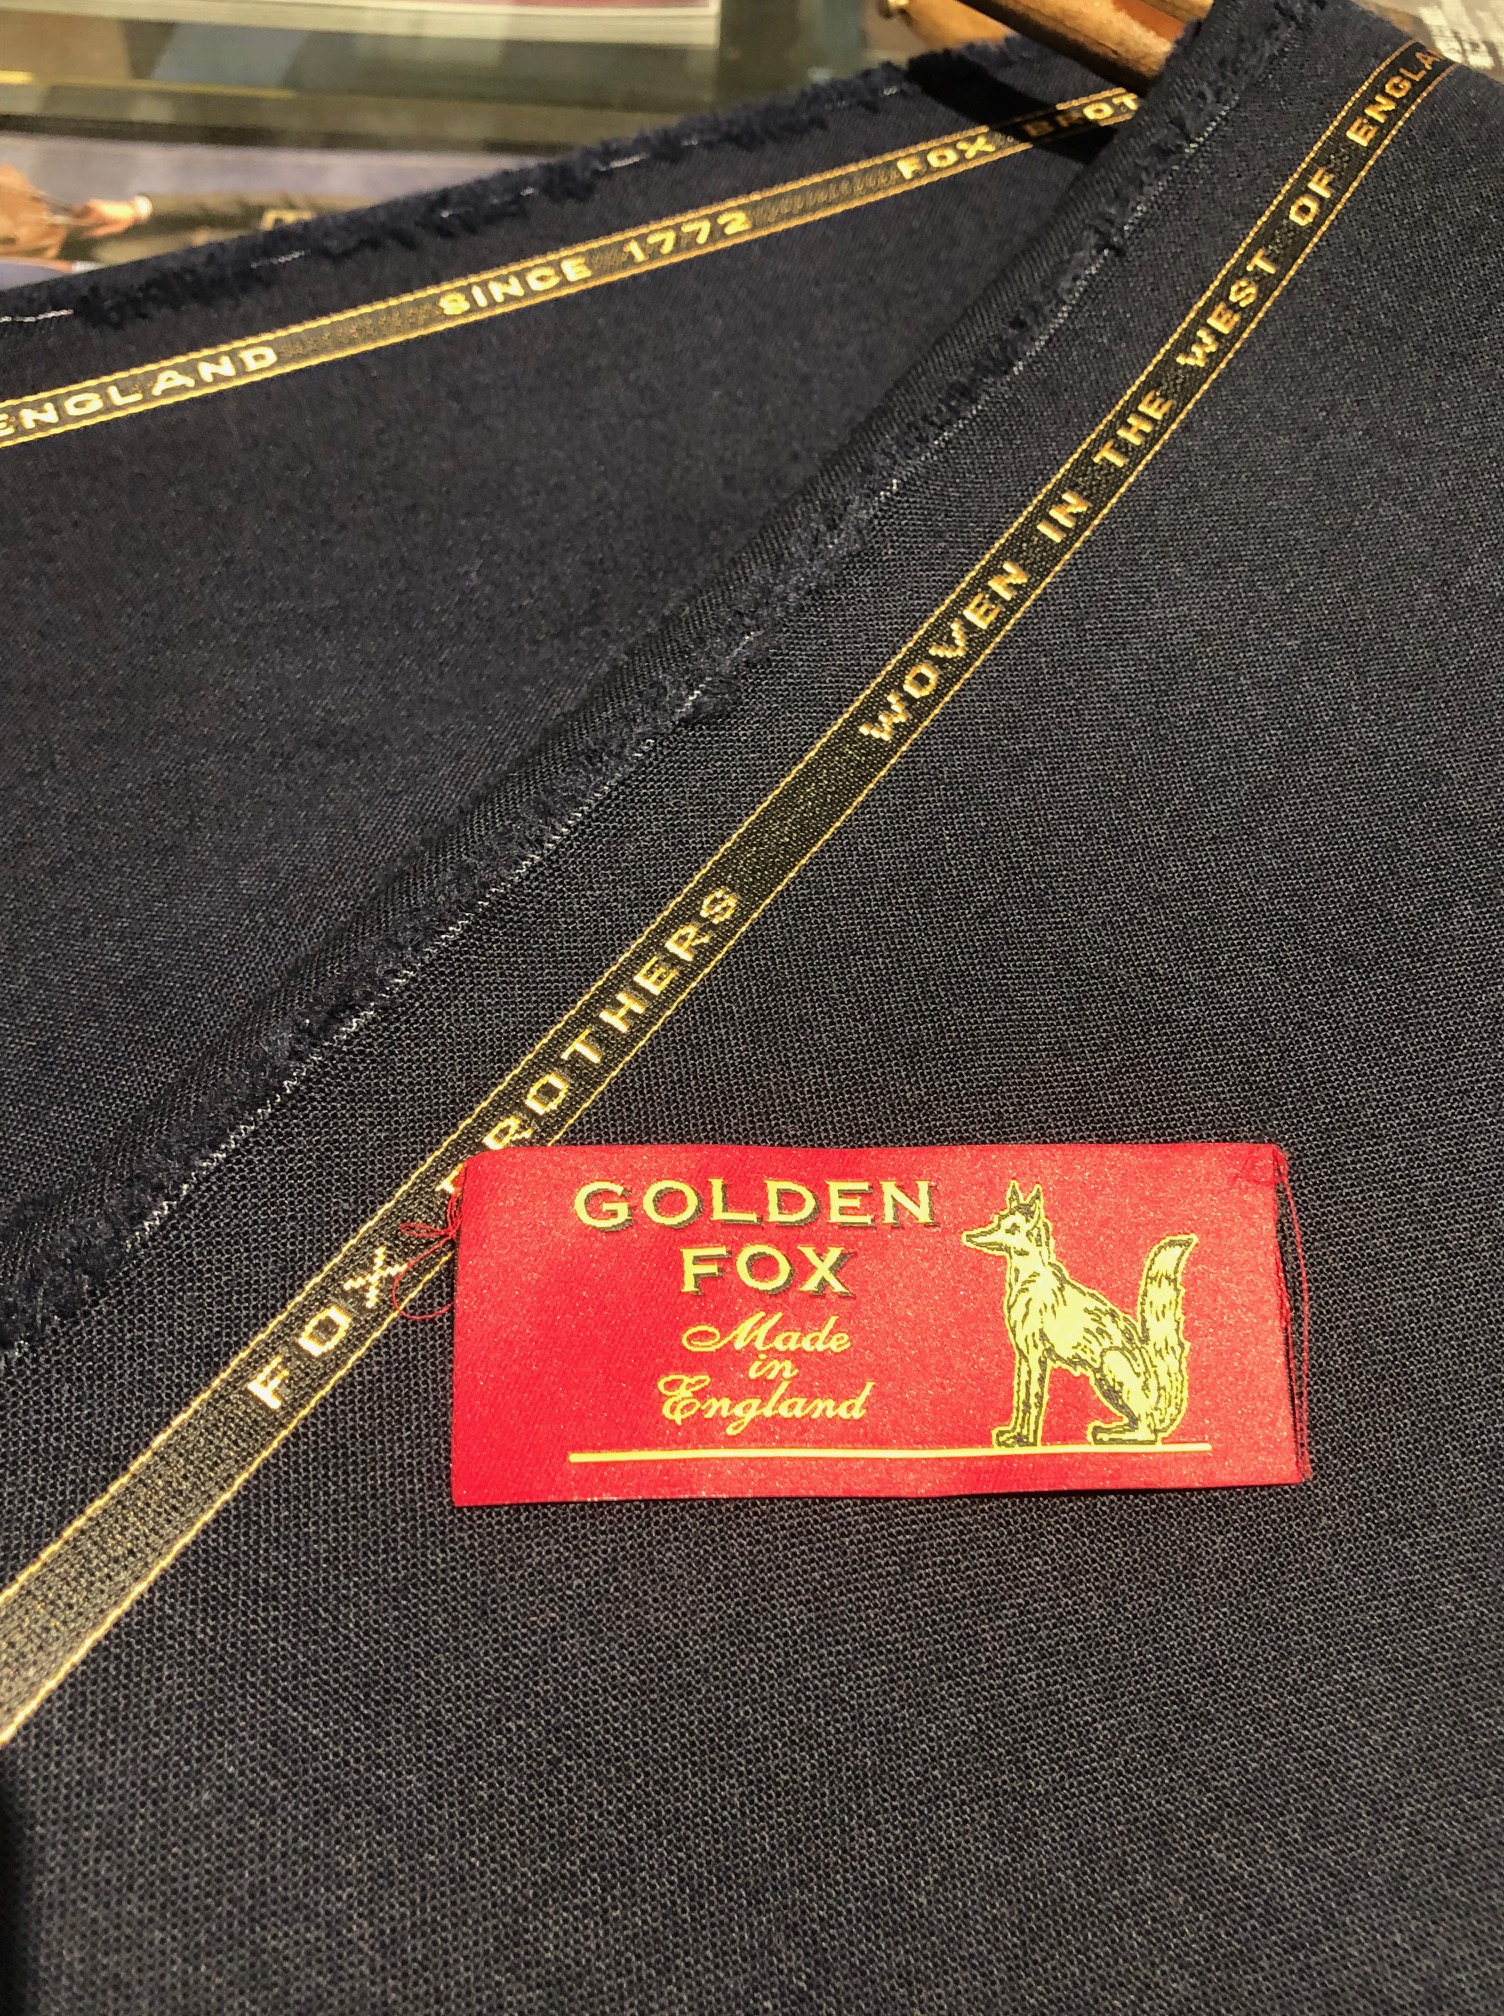 ENGLAND SINCE 1772 FOX BROT
FOX BROTHERS WOVEN IN THE WEST OF ENGLA
GOLDEN
FOX
Made
in
England